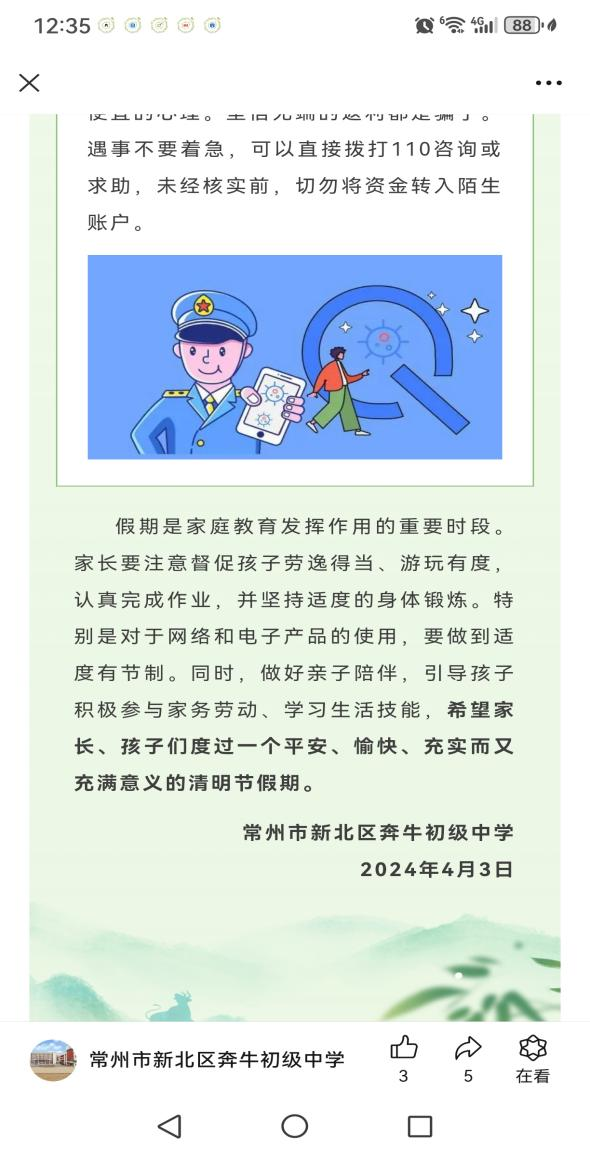 12:35
6 4G 88
遇事不要着急，可以直接拨打110咨询或
求助，未经核实前，切勿将资金转入陌生
账户。
假期是家庭教育发挥作用的重要时段。
家长要注意督促孩子劳逸得当、游玩有度，
认真完成作业，并坚持适度的身体锻炼。特
别是对于网络和电子产品的使用，要做到适
度有节制。同时，做好亲子陪伴，引导孩子
积极参与家务劳动、学习生活技能，希望家
长、孩子们度过一个平安、愉快、充实而又
充满意义的清明节假期。
常州市新北区奔牛初级中学
2024年4月3日
常州市新北区奔牛初级中学
3
5
在看